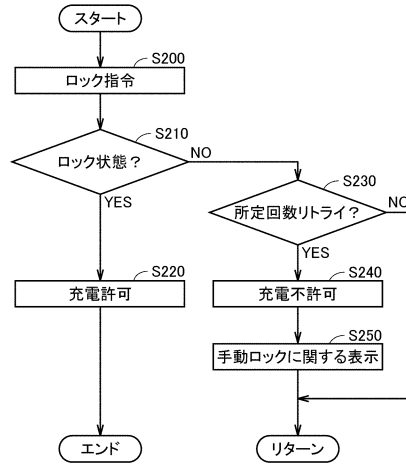 スタート
S200
ロック指令
S210
ロック状態？
NO
YES
S230
所定回数リトライ？
NO
YES
S220
充電許可
S240
充電不許可
S250
手動ロックに関する表示
エンド
リターン